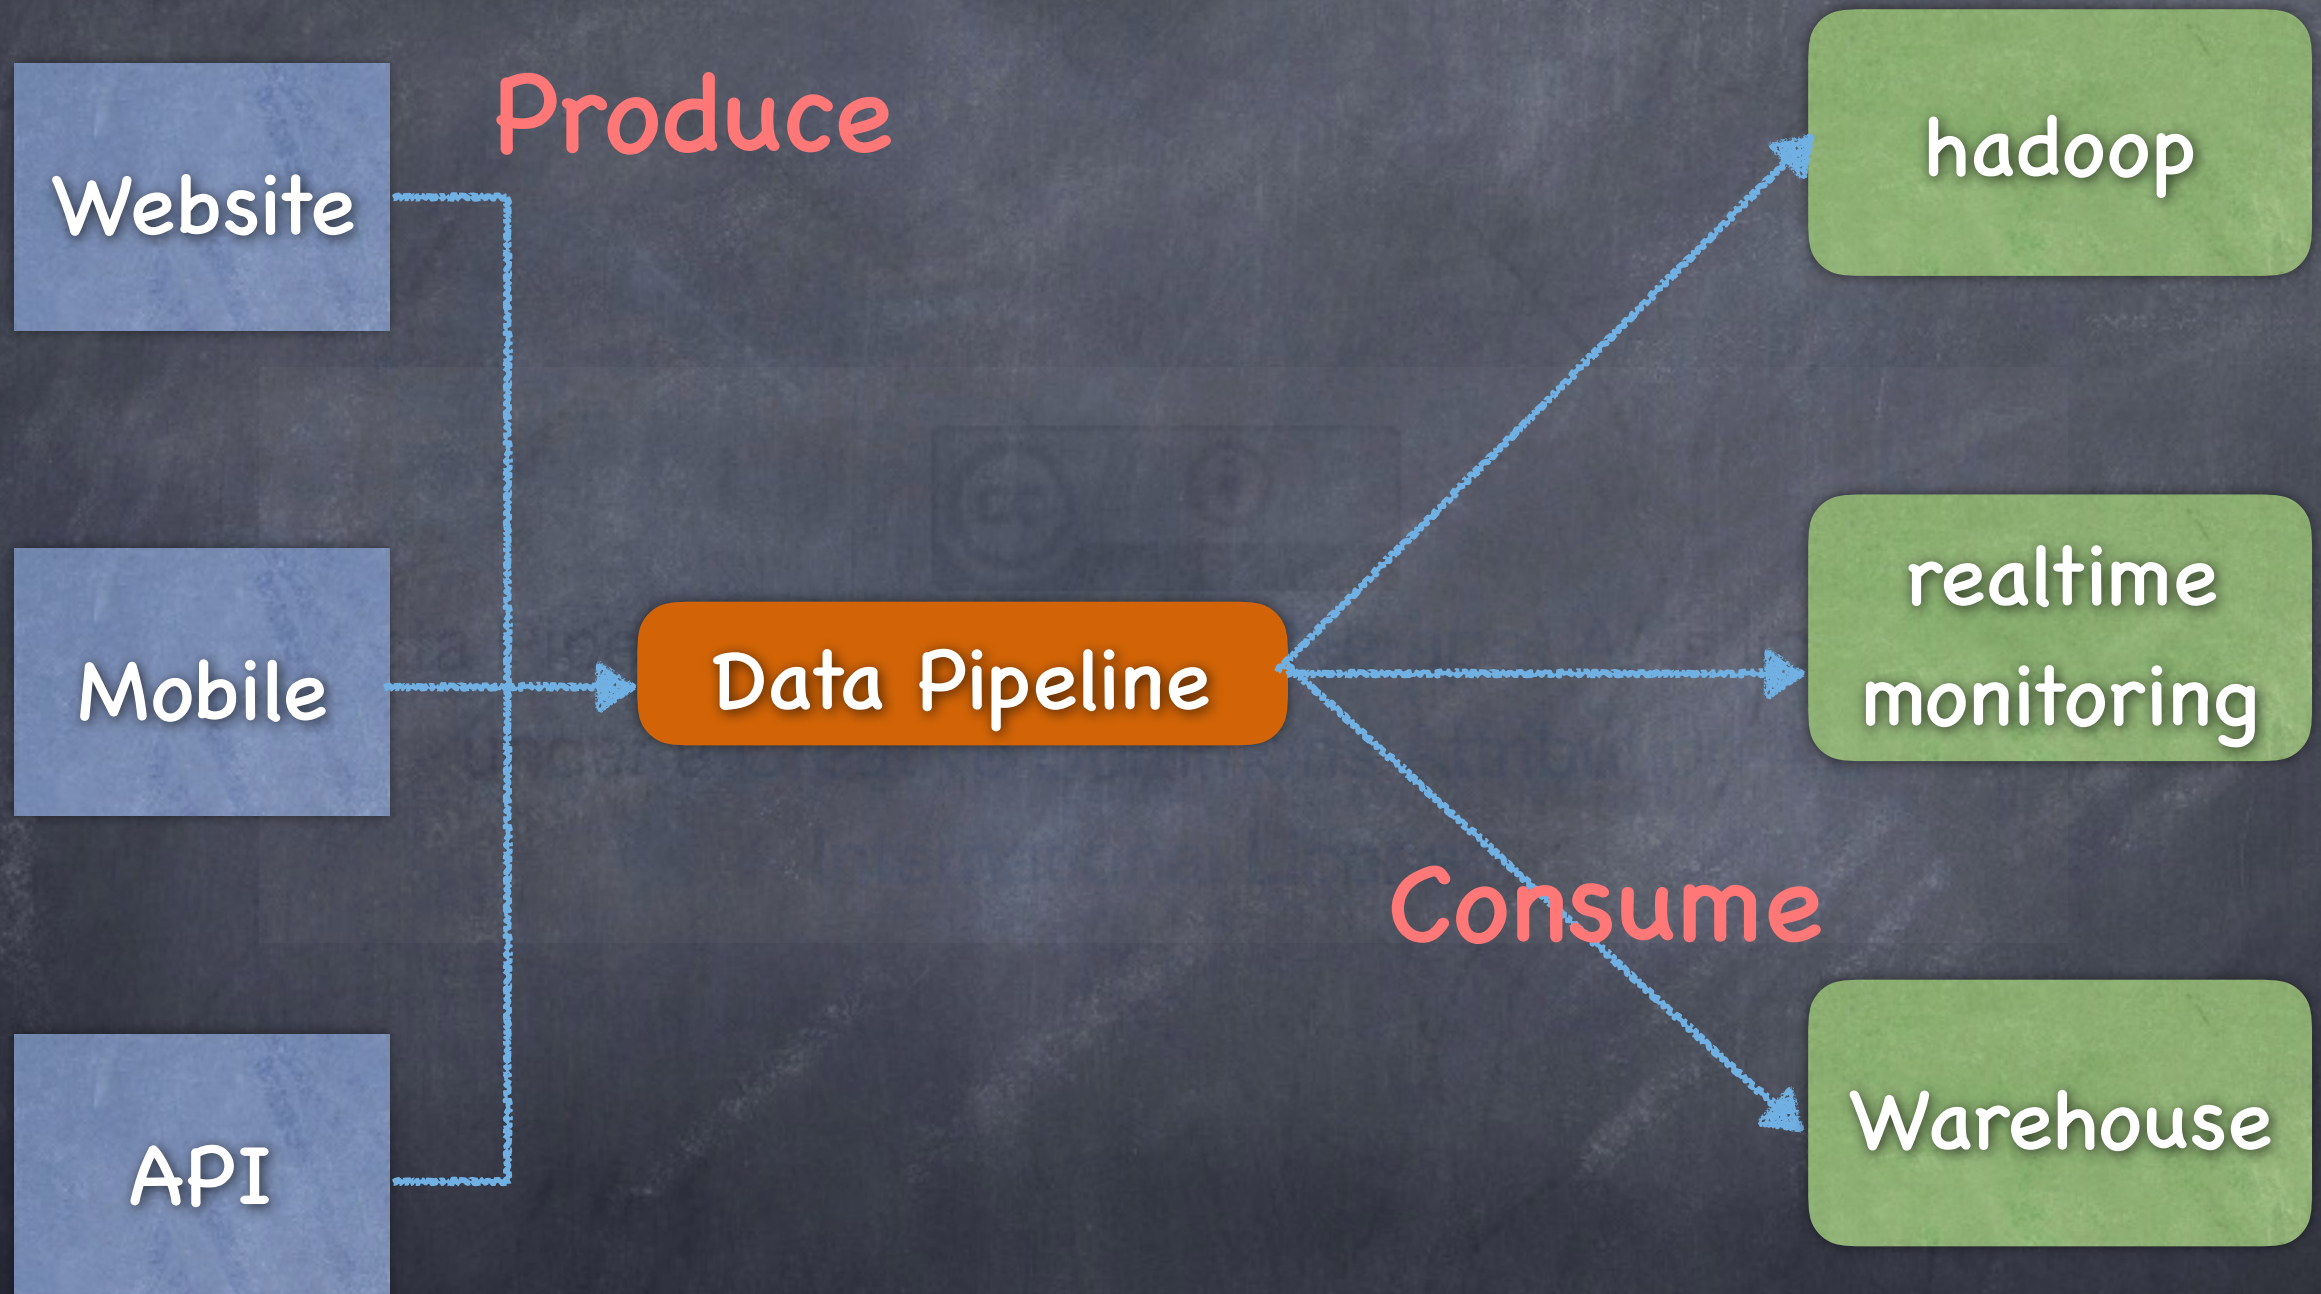 Produce
Website
Mobile
API
Data Pipeline
Consume
hadoop
realtime
monitoring
Warehouse